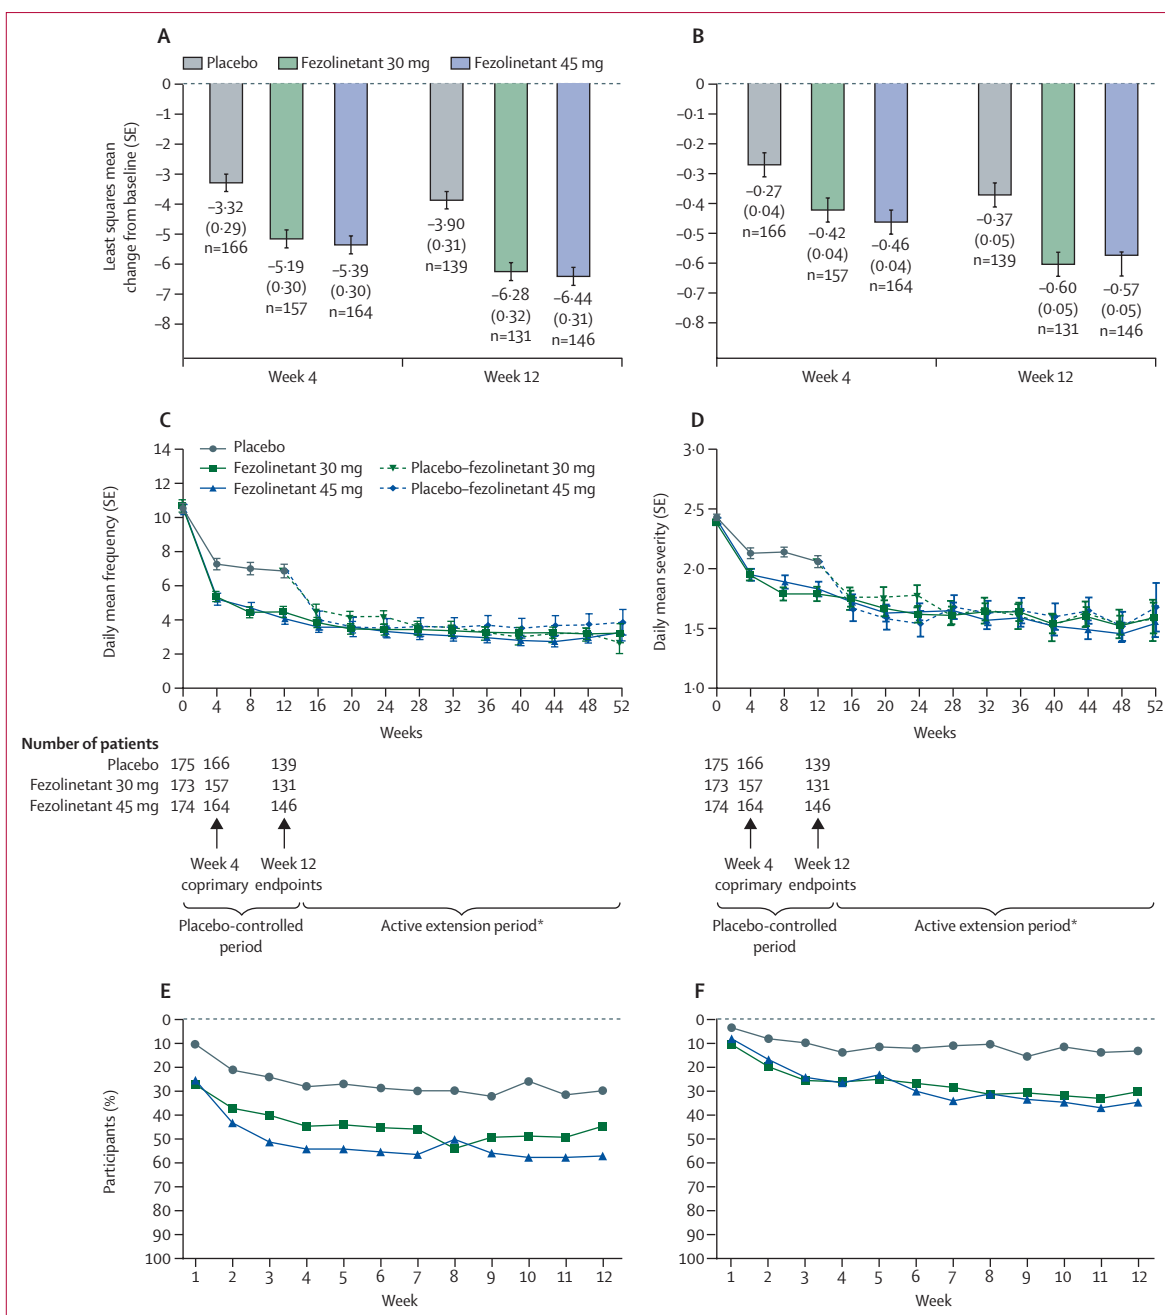 A
Placebo
Fezolinetant 30 mg
Fezolinetant 45 mg
Least squares mean
change from baseline (SE)
0
–1
–2
–3
–4
–5
–6
–7
–8
–3·32
(0·29)
n=166
–5·19
(0·30)
n=157
–5·39
(0·30)
n=164
–3·90
(0·31)
n=139
–6·28
(0·32)
n=131
–6·44
(0·31)
n=146
Week 4
Week 12
B
0
–0·1
–0·2
–0·3
–0·4
–0·5
–0·6
–0·7
–0·8
–0·27
(0·04)
n=166
–0·42
(0·04)
n=157
–0·46
(0·04)
n=164
–0·37
(0·05)
n=139
–0·60
(0·05)
n=131
–0·57
(0·05)
n=146
Week 4
Week 12
C
Placebo
Fezolinetant 30 mg
Fezolinetant 45 mg
Placebo–fezolinetant 30 mg
Placebo–fezolinetant 45 mg
Daily mean frequency (SE)
14
12
10
8
6
4
2
0
0 4 8 12 16 20 24 28 32 36 40 44 48 52
Weeks
D
Daily mean severity (SE)
3·0
2·5
2·0
1·5
1·0
0 4 8 12 16 20 24 28 32 36 40 44 48 52
Weeks
Number of patients
Placebo 175 166 139
Fezolinetant 30 mg 173 157 131
Fezolinetant 45 mg 174 164 146
Week 4
coprimary
Week 12
endpoints
Placebo-controlled
period
Active extension period*
175 166 139
173 157 131
174 164 146
Week 4
coprimary
Week 12
endpoints
Placebo-controlled
period
Active extension period*
E
Participants (%)
0
10
20
30
40
50
60
70
80
90
100
1 2 3 4 5 6 7 8 9 10 11 12
Week
F
0
10
20
30
40
50
60
70
80
90
100
1 2 3 4 5 6 7 8 9 10 11 12
Week